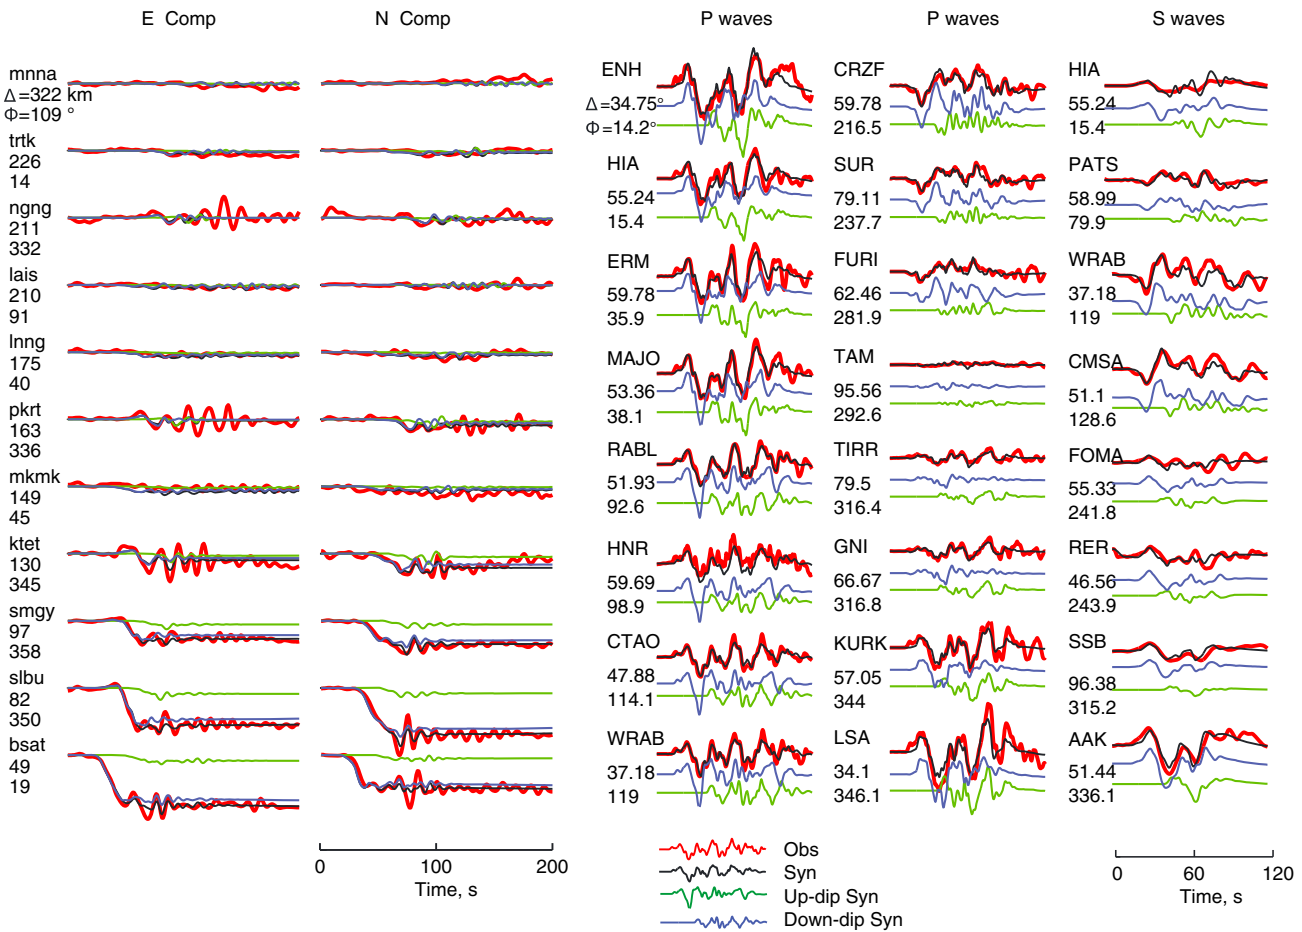 E Comp
N Comp
P waves
P waves
S waves
mnna
Δ=322 km
Φ=109 °
trtk
226
14
ngng
211
332
lais
210
91
lnng
175
40
pkrt
163
336
mkmk
149
45
ktet
130
345
smgy
97
358
slbu
82
350
bsat
49
19
0
100
200
Time, s
ENH
Δ=34.75°
Φ=14.2°
HIA
55.24
15.4
ERM
59.78
35.9
MAJO
53.36
38.1
RABL
51.93
92.6
HNR
59.69
98.9
CTAO
47.88
114.1
WRAB
37.18
119
CRZF
59.78
216.5
SUR
79.11
237.7
FURI
62.46
281.9
TAM
95.56
292.6
TIRR
79.5
316.4
GNI
66.67
316.8
KURK
57.05
344
LSA
34.1
346.1
HIA
55.24
15.4
PATS
58.99
79.9
WRAB
37.18
119
CMSA
51.1
128.6
FOMA
55.33
241.8
RER
46.56
243.9
SSB
96.38
315.2
AAK
51.44
336.1
Obs
Syn
Up-dip Syn
Down-dip Syn
0
60
120
Time, s